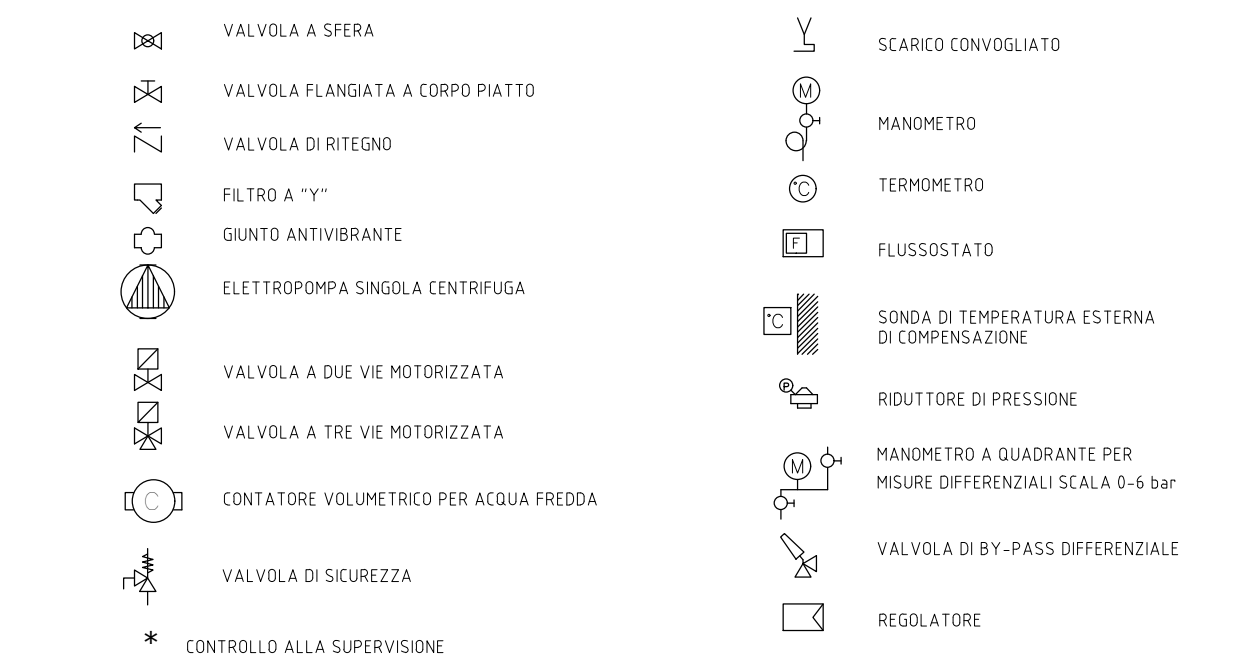 VALVOLA A SFERA
VALVOLA FLANGIATA A CORPO PIATTO
VALVOLA DI RITEGNO
FILTRO A "Y"
GIUNTO ANTIVIBRANTE
ELETTROPOMPA SINGOLA CENTRIFUGA
VALVOLA A DUE VIE MOTORIZZATA
VALVOLA A TRE VIE MOTORIZZATA
C
CONTATORE VOLUMETRICO PER ACQUA FREDDA
VALVOLA DI SICUREZZA
* CONTROLLO ALLA SUPERVISIONE
SCARICO CONVOGLIATO
M
MANOMETRO
°C
TERMOMETRO
F
FLUSSOSTATO
°C
SONDA DI TEMPERATURA ESTERNA
DI COMPENSAZIONE
P
RIDUTTORE DI PRESSIONE
M
MANOMETRO A QUADRANTE PER
MISURE DIFFERENZIALI SCALA 0-6 bar
VALVOLA DI BY-PASS DIFFERENZIALE
REGOLATORE